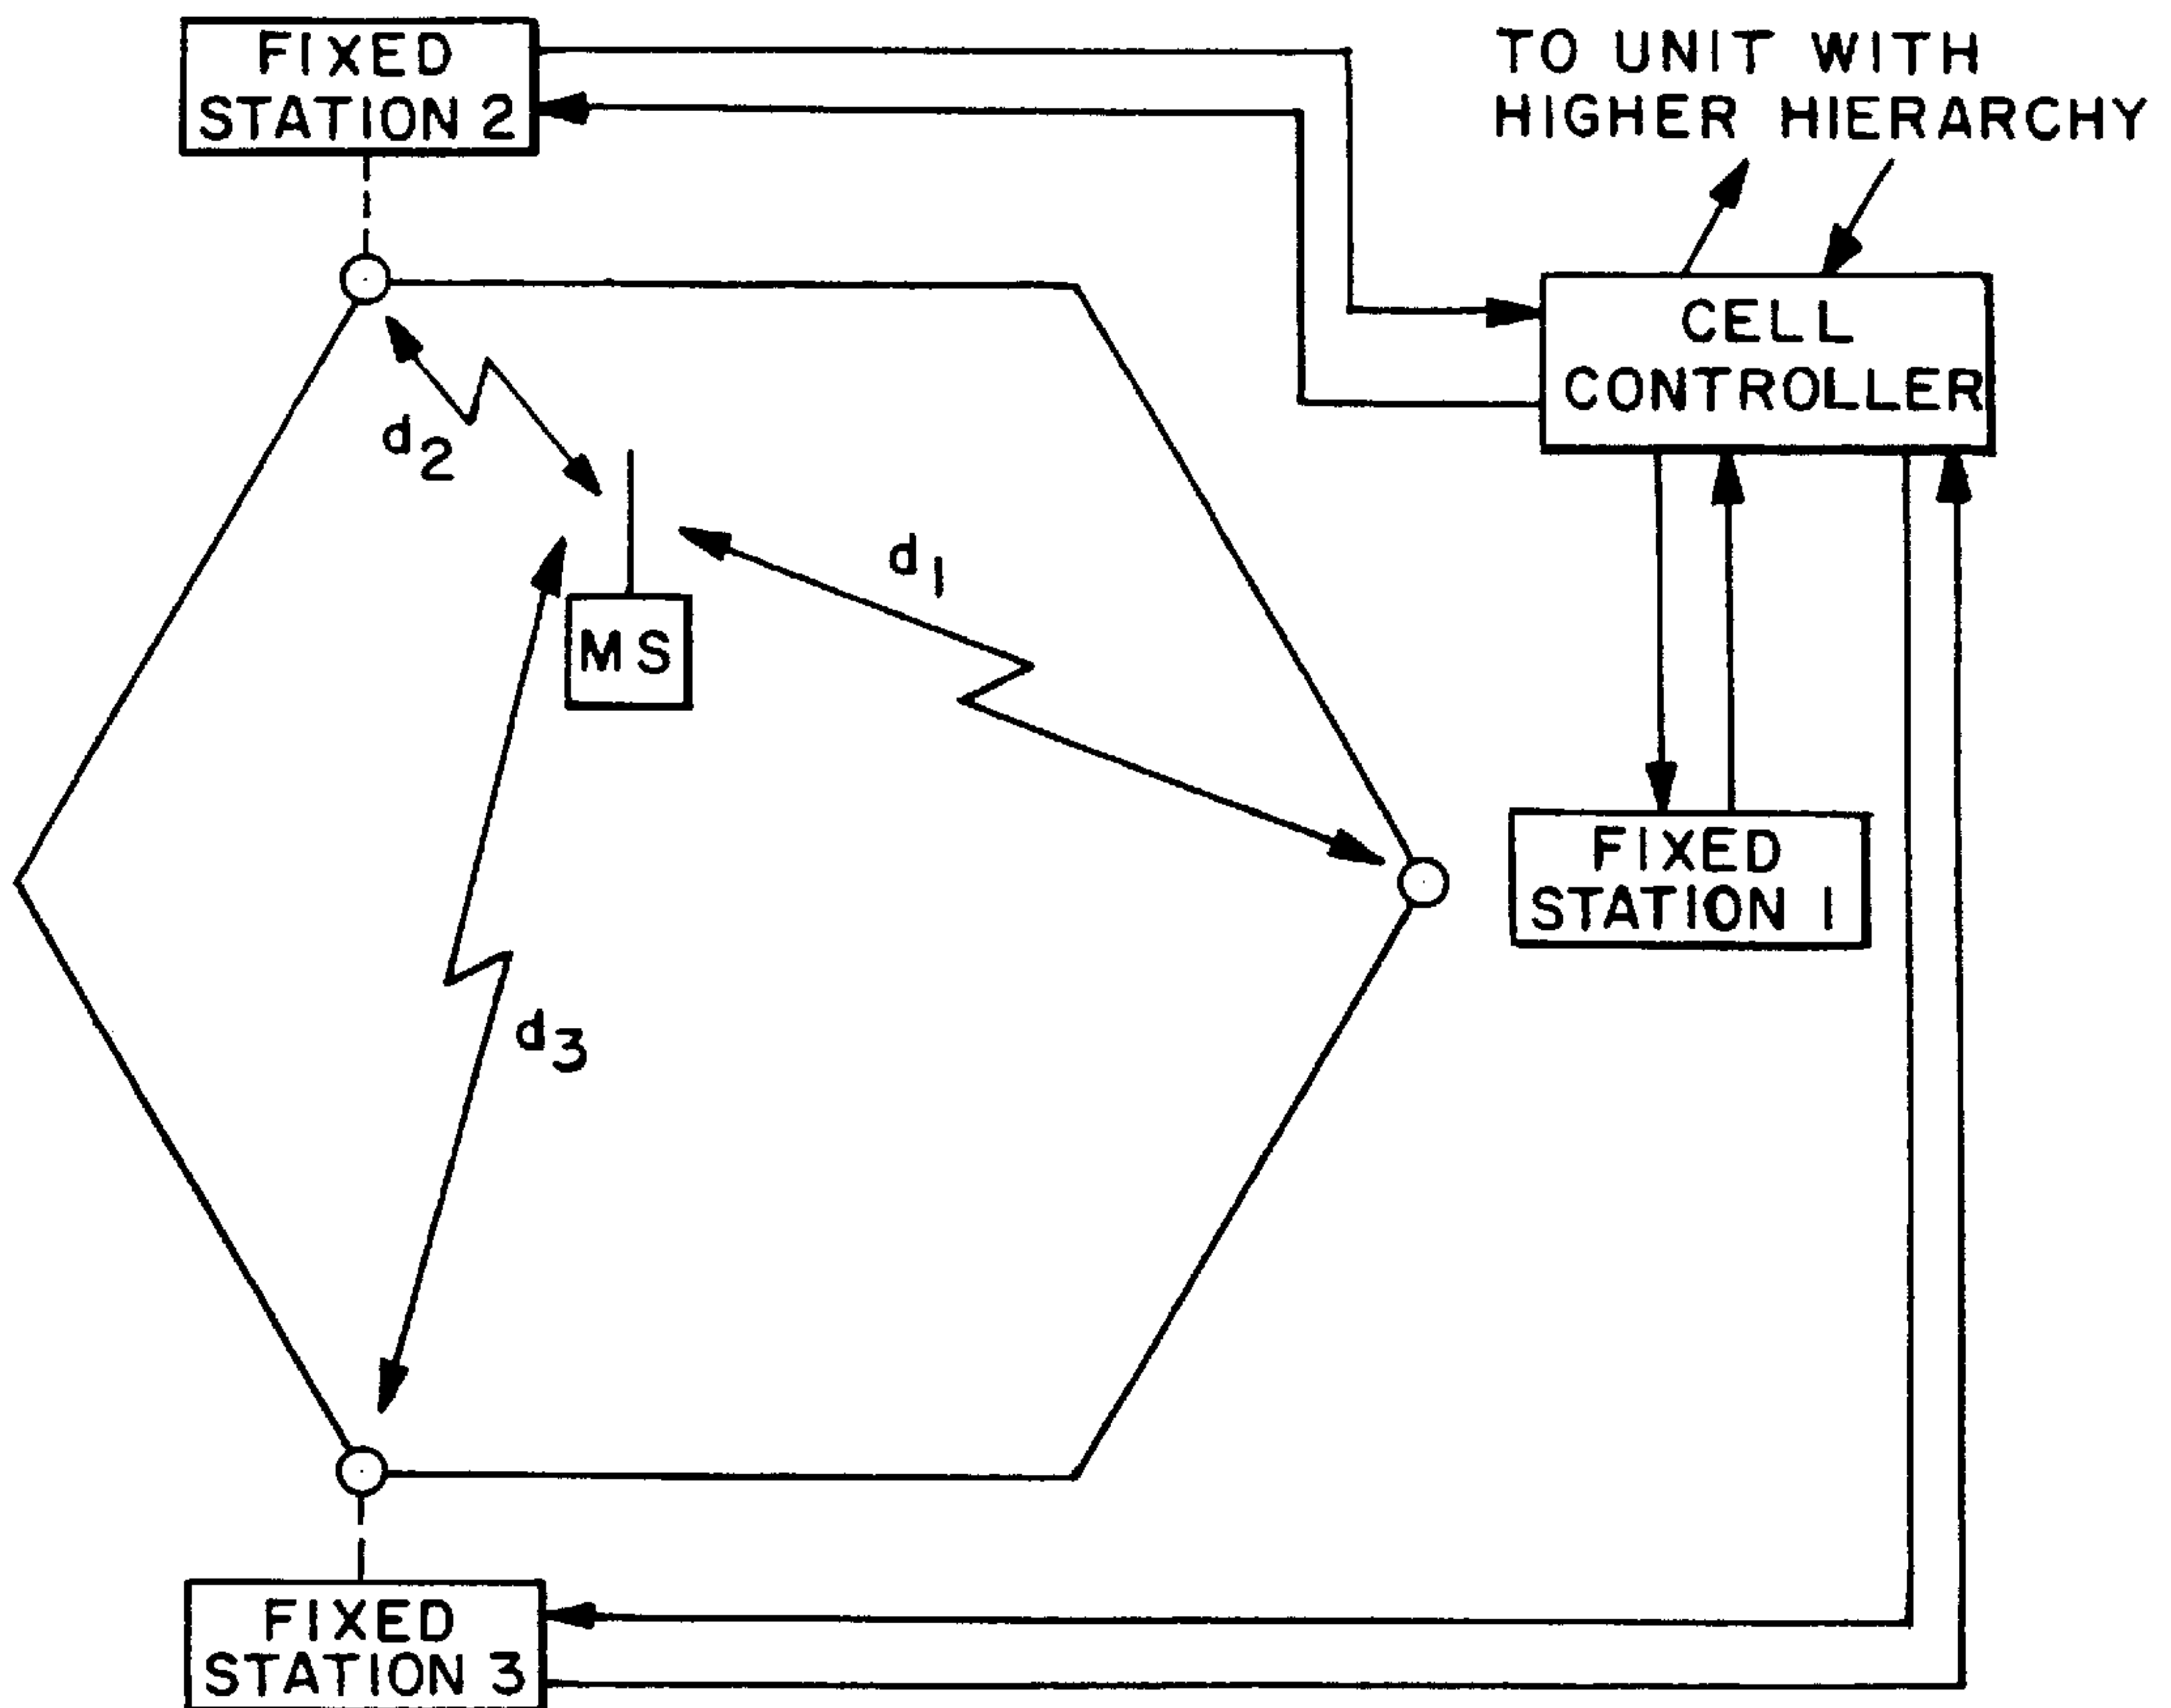 FIXED
STATION 2
TO UNIT WITH
HIGHER HIERARCHY
CELL
CONTROLLER
d2
d1
MS
FIXED
STATION 1
d3
FIXED
STATION 3